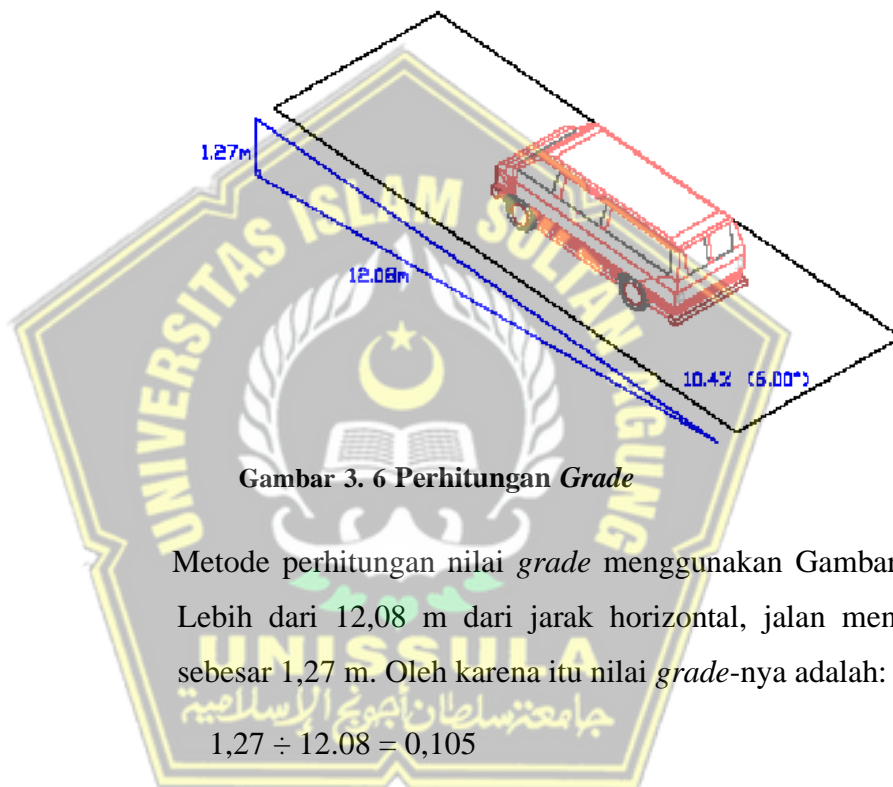 1.27m
12.08m
10.4% (6.00°)
UNIVERSITAS ISLAM SULTAN AGUNG
Gambar 3. 6 Perhitungan Grade
Metode perhitungan nilai grade menggunakan Gambar
Lebih dari 12,08 m dari jarak horizontal, jalan men
sebesar 1,27 m. Oleh karena itu nilai grade-nya adalah:
UNISSULA
جامعتنسلطان أجونج الإسلامية
1,27 ÷ 12.08 = 0,105